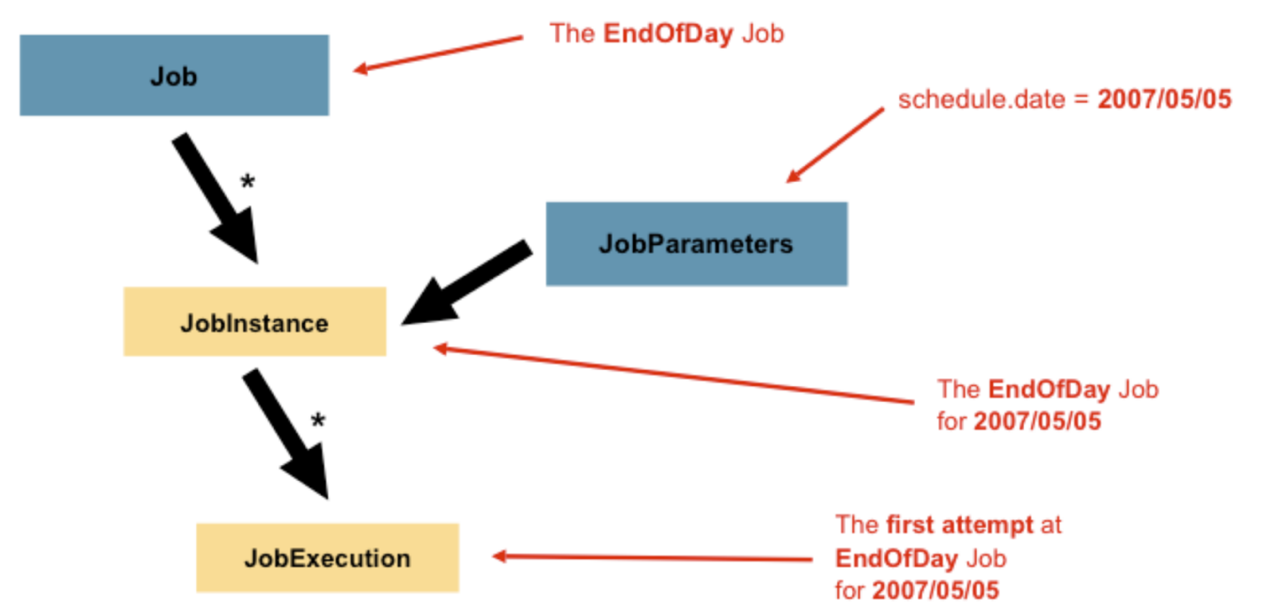 The EndOfDay Job
Job
schedule.date = 2007/05/05
*
JobParameters
JobInstance
The EndOfDay Job
for 2007/05/05
*
The first attempt at
EndOfDay Job
for 2007/05/05
JobExecution